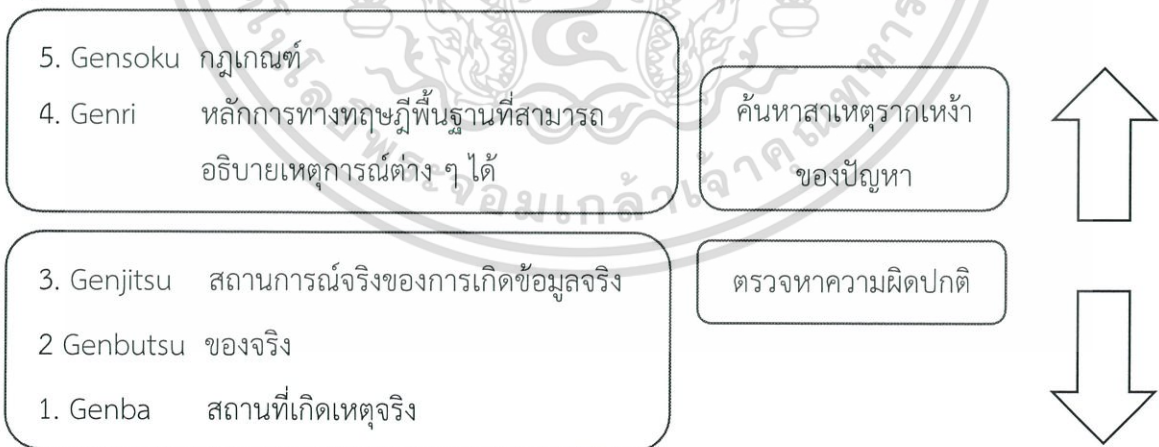 5. Gensoku กฎเกณฑ์
4. Genri หลักการทางทฤษฎีพื้นฐานที่สามารถ
อธิบายเหตุการณ์ต่าง ๆ ได้
ค้นหาสาเหตุรากเหง้า
ของปัญหา
3. Genjitsu สถานการณ์จริงของการเกิดข้อมูลจริง
2 Genbutsu ของจริง
1. Genba สถานที่เกิดเหตุจริง
ตรวจหาความผิดปกติ